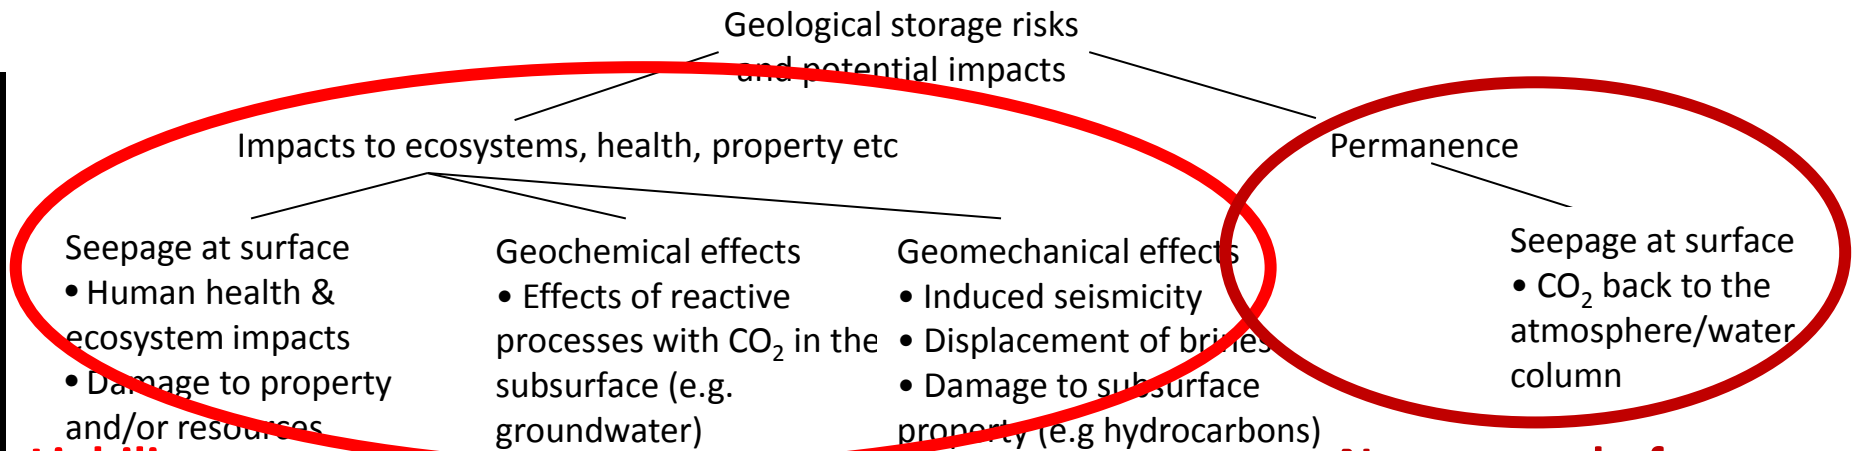 Geological storage risks
and potential impacts
Impacts to ecosystems, health, property etc
Permanence
Seepage at surface
• Human health &
ecosystem impacts
• Damage to property
and/or resources
Geochemical effects
• Effects of reactive
processes with CO₂ in the
subsurface (e.g.
groundwater)
Geomechanical effects
• Induced seismicity
• Displacement of brines
• Damage to subsurface
property (e.g hydrocarbons)
Seepage at surface
• CO₂ back to the
atmosphere/water
column